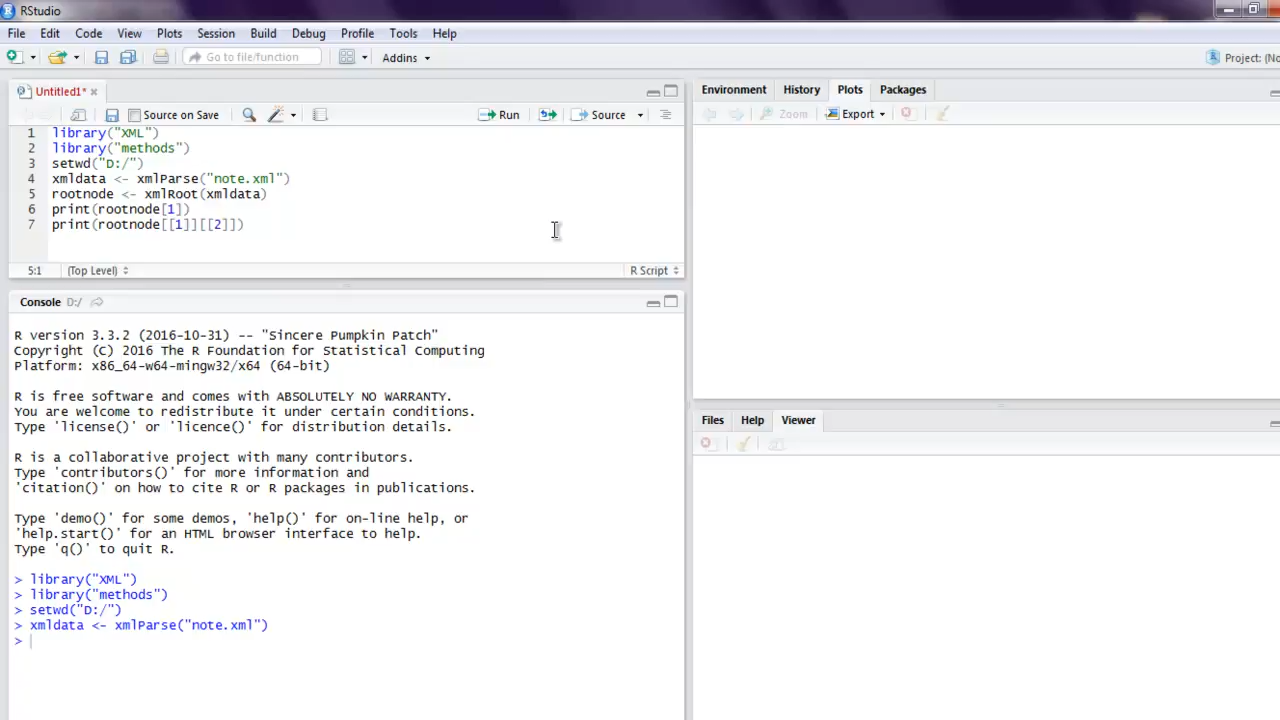 RStudio
File Edit Code View Plots Session Build Debug Profile Tools Help
Go to file/function Addins Project: (No
Untitled1*
Source on Save Run Source
1 library("XML")
2 library("methods")
3 setwd("D:/")
4 xmldata <- xmlParse("note.xml")
5 rootnode <- xmlRoot(xmldata)
6 print(rootnode[1])
7 print(rootnode[[1]][[2]])
5:1 (Top Level) R Script
Console D:/
R version 3.3.2 (2016-10-31) -- "Sincere Pumpkin Patch"
Copyright (C) 2016 The R Foundation for Statistical Computing
Platform: x86_64-w64-mingw32/x64 (64-bit)
R is free software and comes with ABSOLUTELY NO WARRANTY.
You are welcome to redistribute it under certain conditions.
Type 'license()' or 'licence()' for distribution details.
R is a collaborative project with many contributors.
Type 'contributors()' for more information and
'citation()' on how to cite R or R packages in publications.
Type 'demo()' for some demos, 'help()' for on-line help, or
'help.start()' for an HTML browser interface to help.
Type 'q()' to quit R.
> library("XML")
> library("methods")
> setwd("D:/")
> xmldata <- xmlParse("note.xml")
>
Environment History Plots Packages
Zoom Export
Files Help Viewer